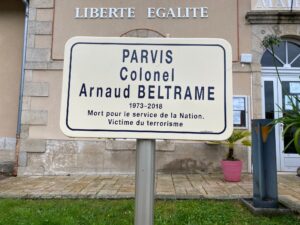 LIBERTE EGALITE
PARVIS
Colonel
Arnaud BELTRAME
1973-2018
Mort pour le service de la Nation.
Victime du terrorisme